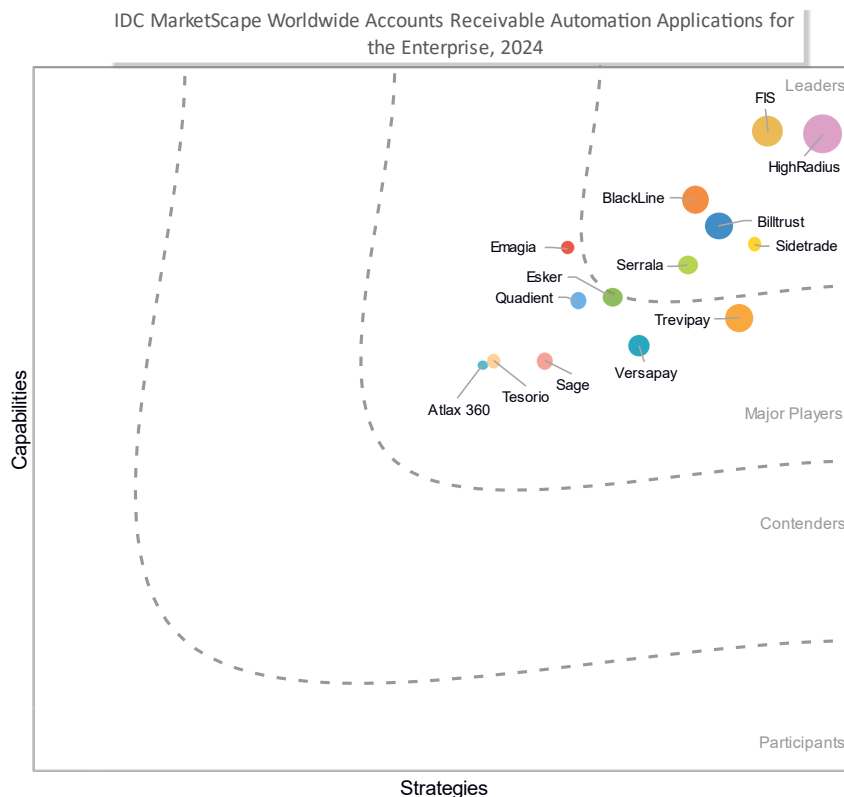 IDC MarketScape Worldwide Accounts Receivable Automation Applications for
the Enterprise, 2024
Leaders
FIS
HighRadius
BlackLine
Billtrust
Sidetrade
Emagia
Serrala
Esker
Quadient
Trevipay
Versapay
Sage
Tesorio
Atlax 360
Major Players
Capabilities
Contenders
Participants
Strategies